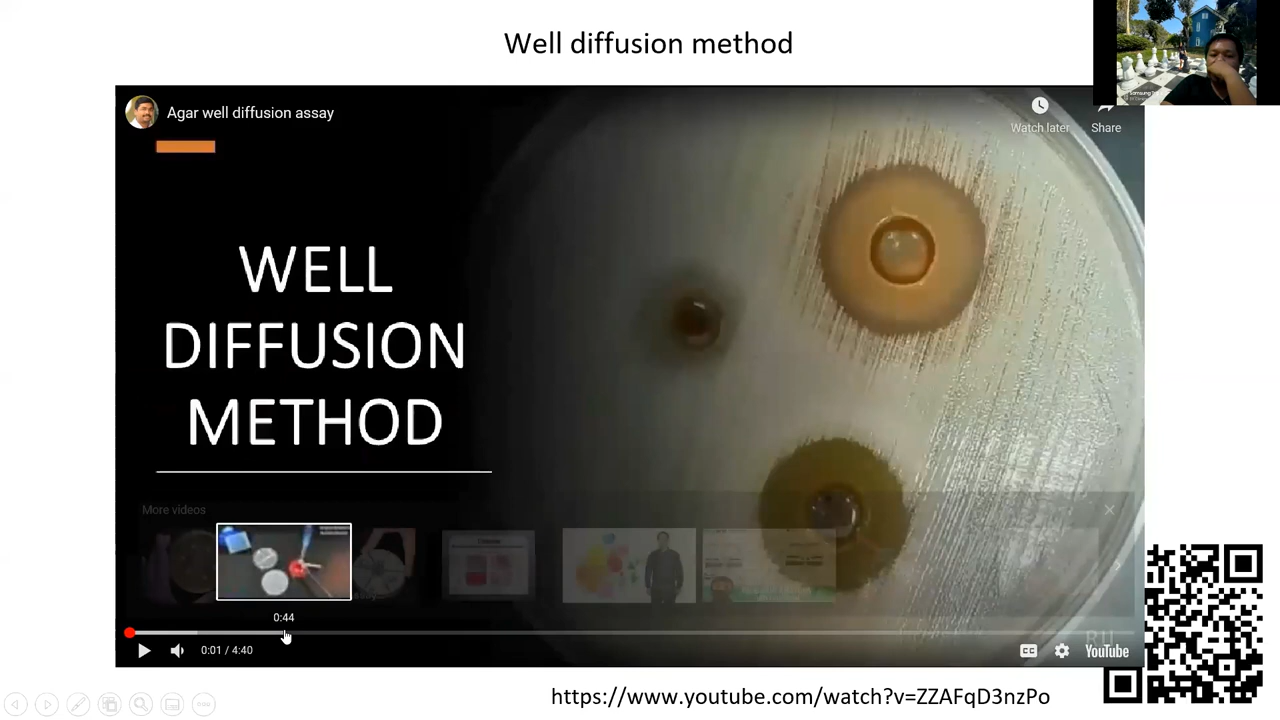 Well diffusion method
Agar well diffusion assay
Watch later
Share
WELL
DIFFUSION
METHOD
More videos
0:44
0:01 / 4:40
CC
YouTube
https://www.youtube.com/watch?v=ZZAFqD3nzPo